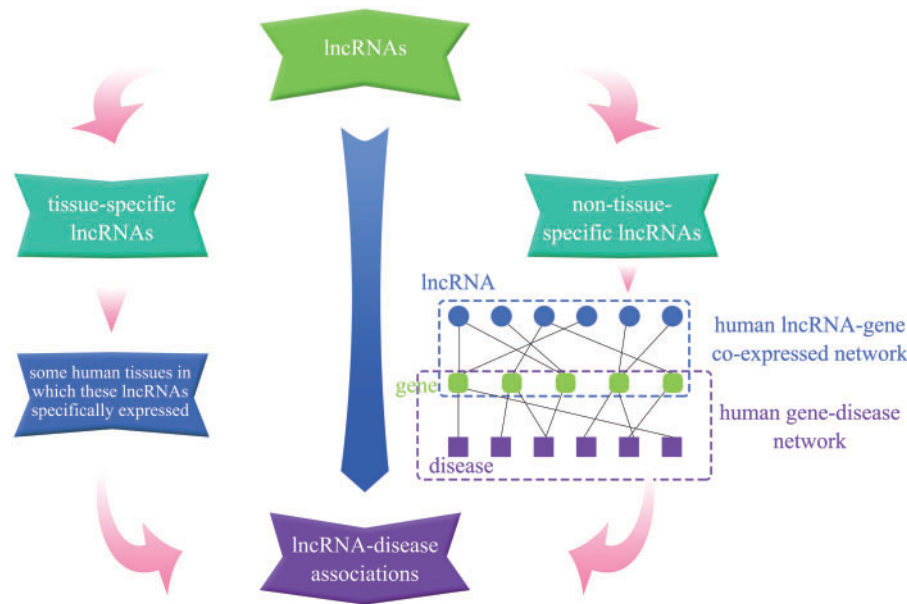 lncRNAs
tissue-specific
lncRNAs
non-tissue-
specific lncRNAs
some human tissues in
which these lncRNAs
specifically expressed
lncRNA
human lncRNA-gene
co-expressed network
gene
human gene-disease
network
disease
lncRNA-disease
associations